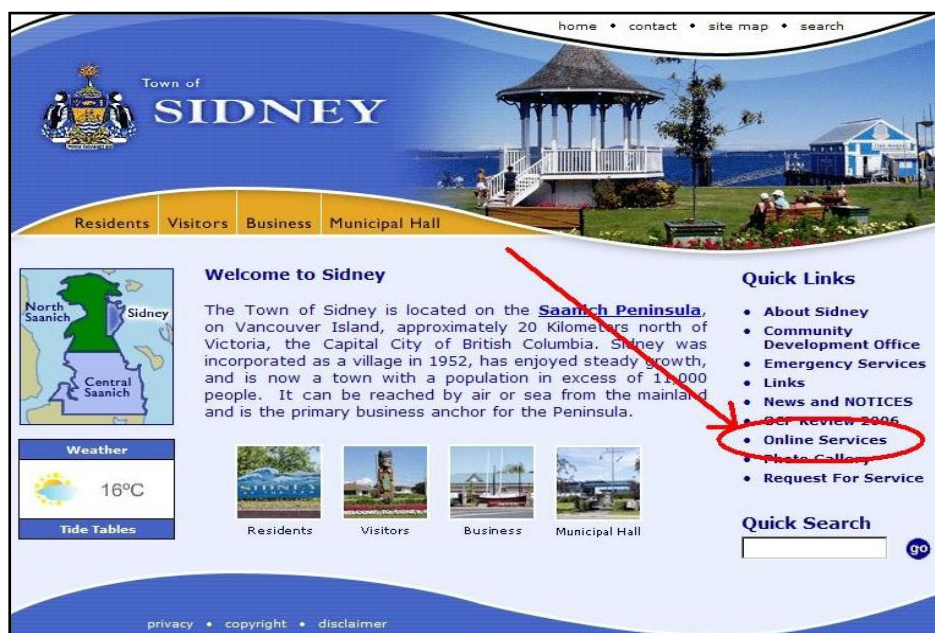 home • contact • site map • search
Town of
SIDNEY
Residents Visitors Business Municipal Hall
North
Saanich
Sidney
Central
Saanich
Weather
16ºC
Tide Tables
Welcome to Sidney
The Town of Sidney is located on the Saanich Peninsula,
on Vancouver Island, approximately 20 Kilometers north of
Victoria, the Capital City of British Columbia. Sidney was
incorporated as a village in 1952, has enjoyed steady growth,
and is now a town with a population in excess of 11,000
people. It can be reached by air or sea from the mainland
and is the primary business anchor for the Peninsula.
SIDNEY
Residents Visitors Business Municipal Hall
Quick Links
• About Sidney
• Community
Development Office
• Emergency Services
• Links
• News and NOTICES
• OCP Review 2006
• Online Services
• Photo Gallery
• Request For Service
Quick Search
go
privacy • copyright • disclaimer